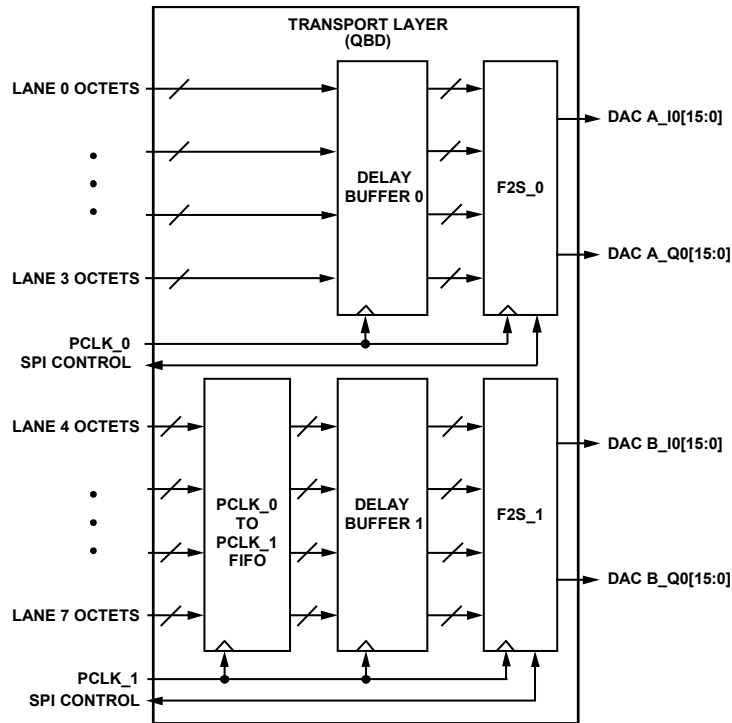 TRANSPORT LAYER
(QBD)
LANE 0 OCTETS
LANE 3 OCTETS
DELAY
BUFFER 0
F2S_0
DAC A_I0[15:0]
DAC A_Q0[15:0]
PCLK_0
SPI CONTROL
LANE 4 OCTETS
LANE 7 OCTETS
PCLK_0
TO
PCLK_1
FIFO
DELAY
BUFFER 1
F2S_1
DAC B_I0[15:0]
DAC B_Q0[15:0]
PCLK_1
SPI CONTROL